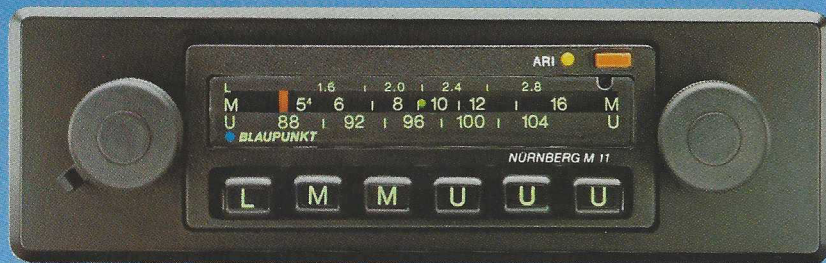 ARI
L 1.6 2.0 2.4 2.8 U
M 5⁴ 6 8 10 12 16 M
U 88 92 96 100 104 U
BLAUPUNKT
NÜRNBERG M 11
L M M U U U